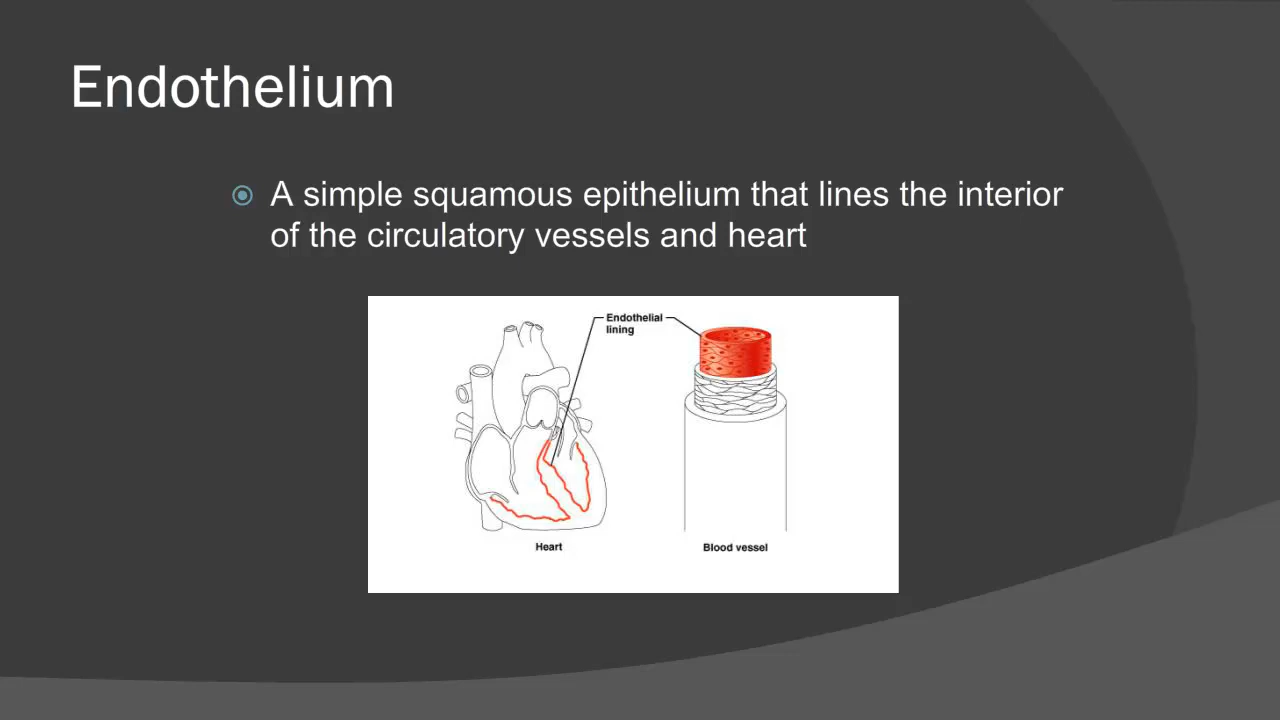 Endothelium
A simple squamous epithelium that lines the interior
of the circulatory vessels and heart
Endothelial
lining
Heart
Blood vessel